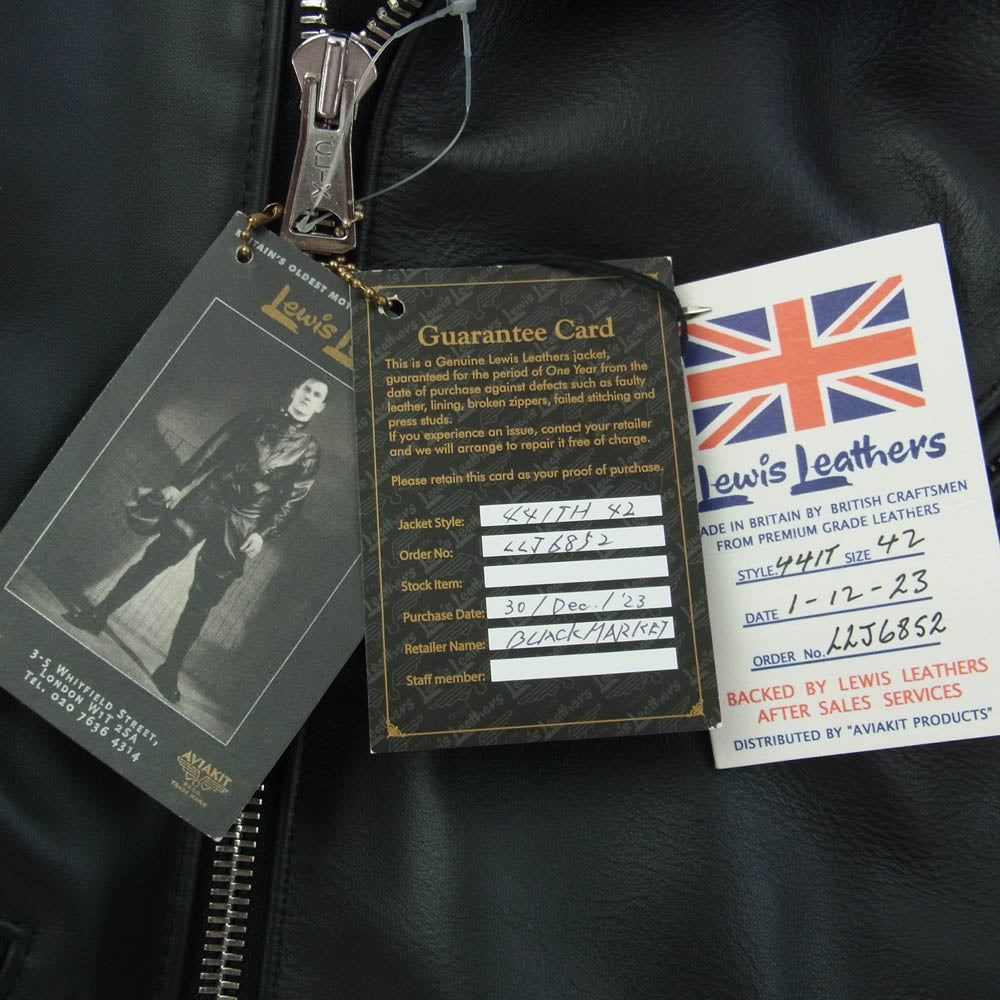 CLIX
BRITAIN'S OLDEST MOT
Lewis L
3-5 WHITFIELD STREET,
LONDON W1T 2SA
TEL. 020 7636 4314
AVIAKIT
REGD.
TRADE MARK
Guarantee Card
This is a Genuine Lewis Leathers jacket,
guaranteed for the period of One Year from the
date of purchase against defects such as faulty
leather, lining, broken zippers, failed stitching and
press studs.
If you experience an issue, contact your retailer
and we will arrange to repair it free of charge.
Please retain this card as your proof of purchase.
Jacket Style: 441TH 42
Order No: LLJ6852
Stock Item:
Purchase Date: 30/Dec./'23
Retailer Name: BLACKMARKET
Staff member:
Lewis Leathers
ADE IN BRITAIN BY BRITISH CRAFTSMEN
FROM PREMIUM GRADE LEATHERS
STYLE. 441T SIZE 42
DATE 1-12-23
ORDER No. LLJ6852
BACKED BY LEWIS LEATHERS
AFTER SALES SERVICES
DISTRIBUTED BY "AVIAKIT PRODUCTS"